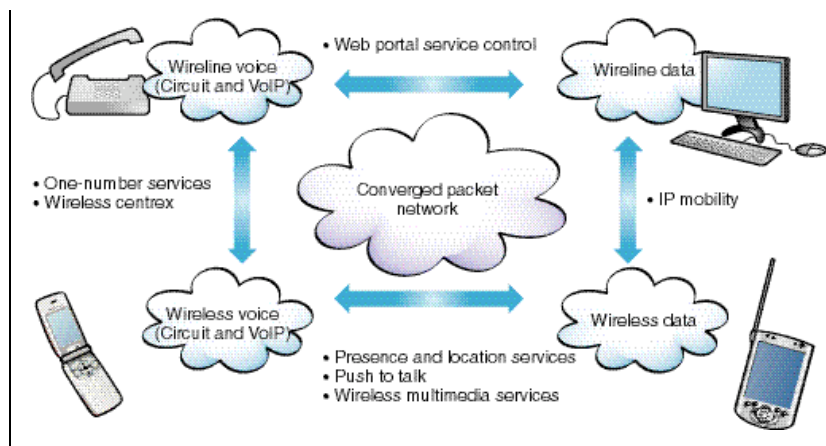 Wireline voice
(Circuit and VoIP)
• Web portal service control
Wireline data
• One-number services
• Wireless centrex
Converged packet
network
• IP mobility
Wireless voice
(Circuit and VoIP)
Wireless data
• Presence and location services
• Push to talk
• Wireless multimedia services